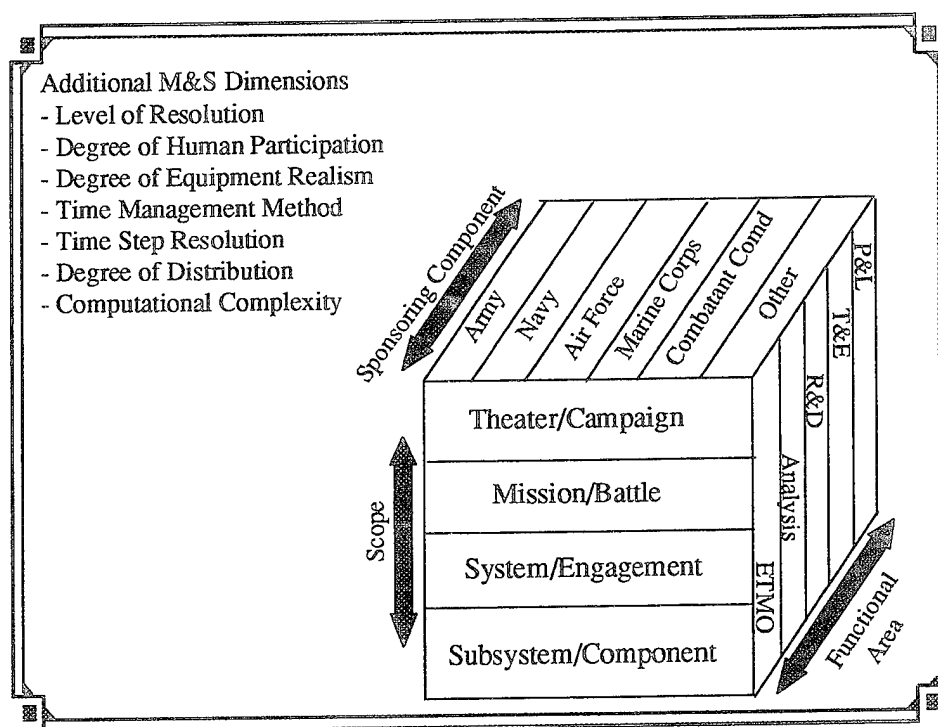 Additional M&S Dimensions
- Level of Resolution
- Degree of Human Participation
- Degree of Equipment Realism
- Time Management Method
- Time Step Resolution
- Degree of Distribution
- Computational Complexity
Sponsoring Component
Army
Navy
Air Force
Marine Corps
Combatant Comd
Other
Scope
Theater/Campaign
Mission/Battle
System/Engagement
Subsystem/Component
ETMO
Analysis
R&D
T&E
P&L
Functional
Area